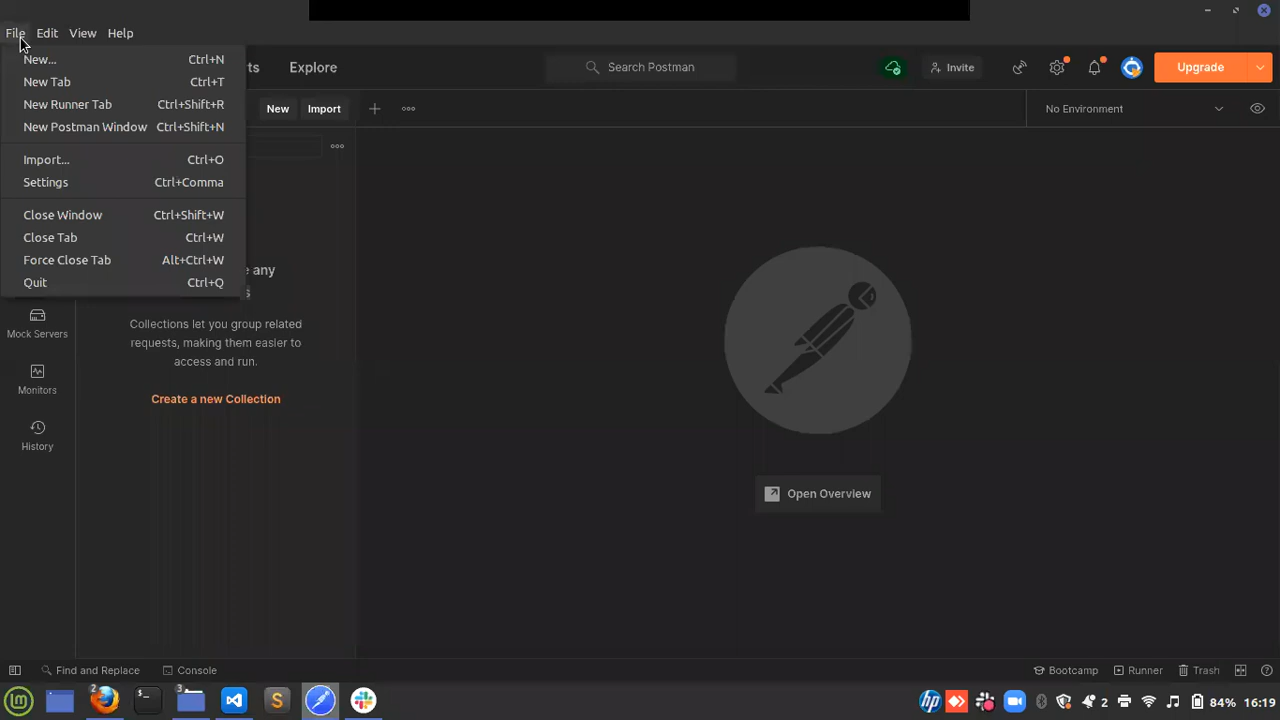 File Edit View Help
New... Ctrl+N
New Tab Ctrl+T
New Runner Tab Ctrl+Shift+R
New Postman Window Ctrl+Shift+N
Import... Ctrl+O
Settings Ctrl+Comma
Close Window Ctrl+Shift+W
Close Tab Ctrl+W
Force Close Tab Alt+Ctrl+W
Quit Ctrl+Q
Explore
Search Postman
Invite
Upgrade
New Import
No Environment
any
Collections let you group related
requests, making them easier to
access and run.
Create a new Collection
Mock Servers
Monitors
History
Open Overview
Find and Replace Console
Bootcamp Runner Trash
2 3 S 2 84% 16:19